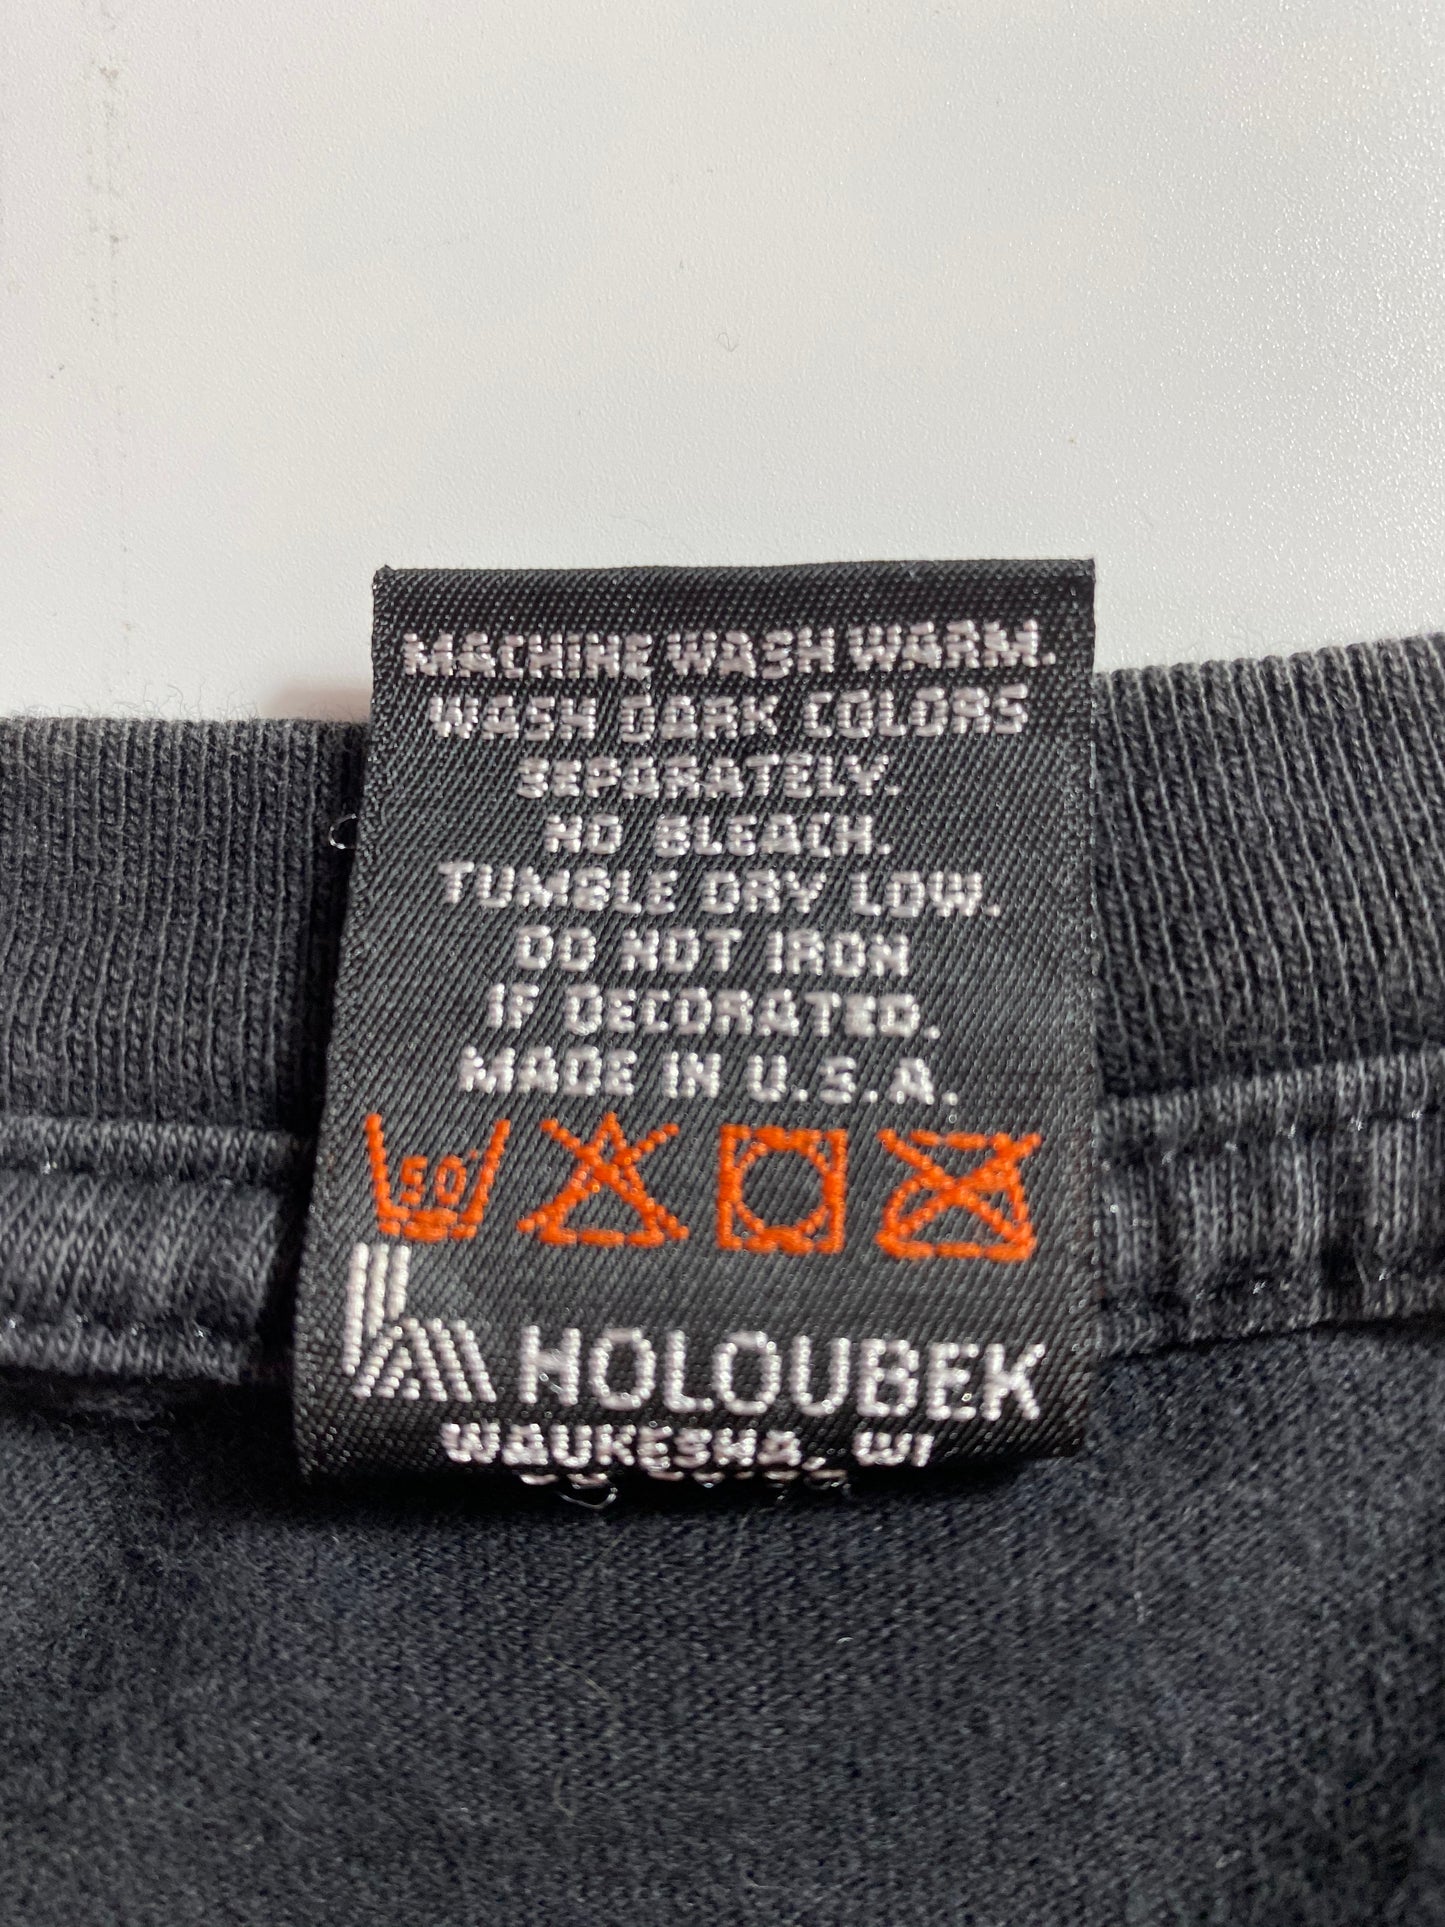 MACHINE WASH WARM.
WASH DARK COLORS
SEPARATELY.
NO BLEACH.
TUMBLE DRY LOW.
DO NOT IRON
IF DECORATED.
MADE IN U.S.A.
50°
HOLOUBEK
WAUKESHA, WI